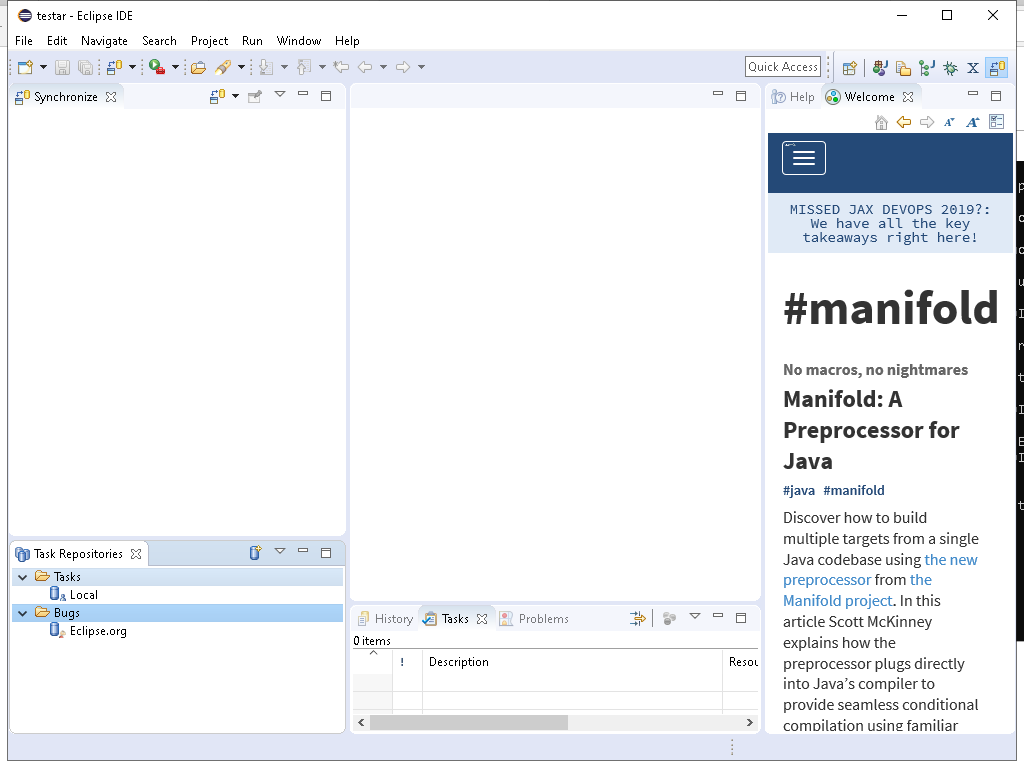 testar - Eclipse IDE
File Edit Navigate Search Project Run Window Help
Quick Access
Synchronize
Help Welcome
MISSED JAX DEVOPS 2019?:
We have all the key
takeaways right here!
#manifold
No macros, no nightmares
Manifold: A
Preprocessor for
Java
#java #manifold
Discover how to build
multiple targets from a single
Java codebase using the new
preprocessor from the
Manifold project. In this
article Scott McKinney
explains how the
preprocessor plugs directly
into Java’s compiler to
provide seamless conditional
compilation using familiar
Task Repositories
Tasks
Local
Bugs
Eclipse.org
History Tasks Problems
0 items
! Description Resou